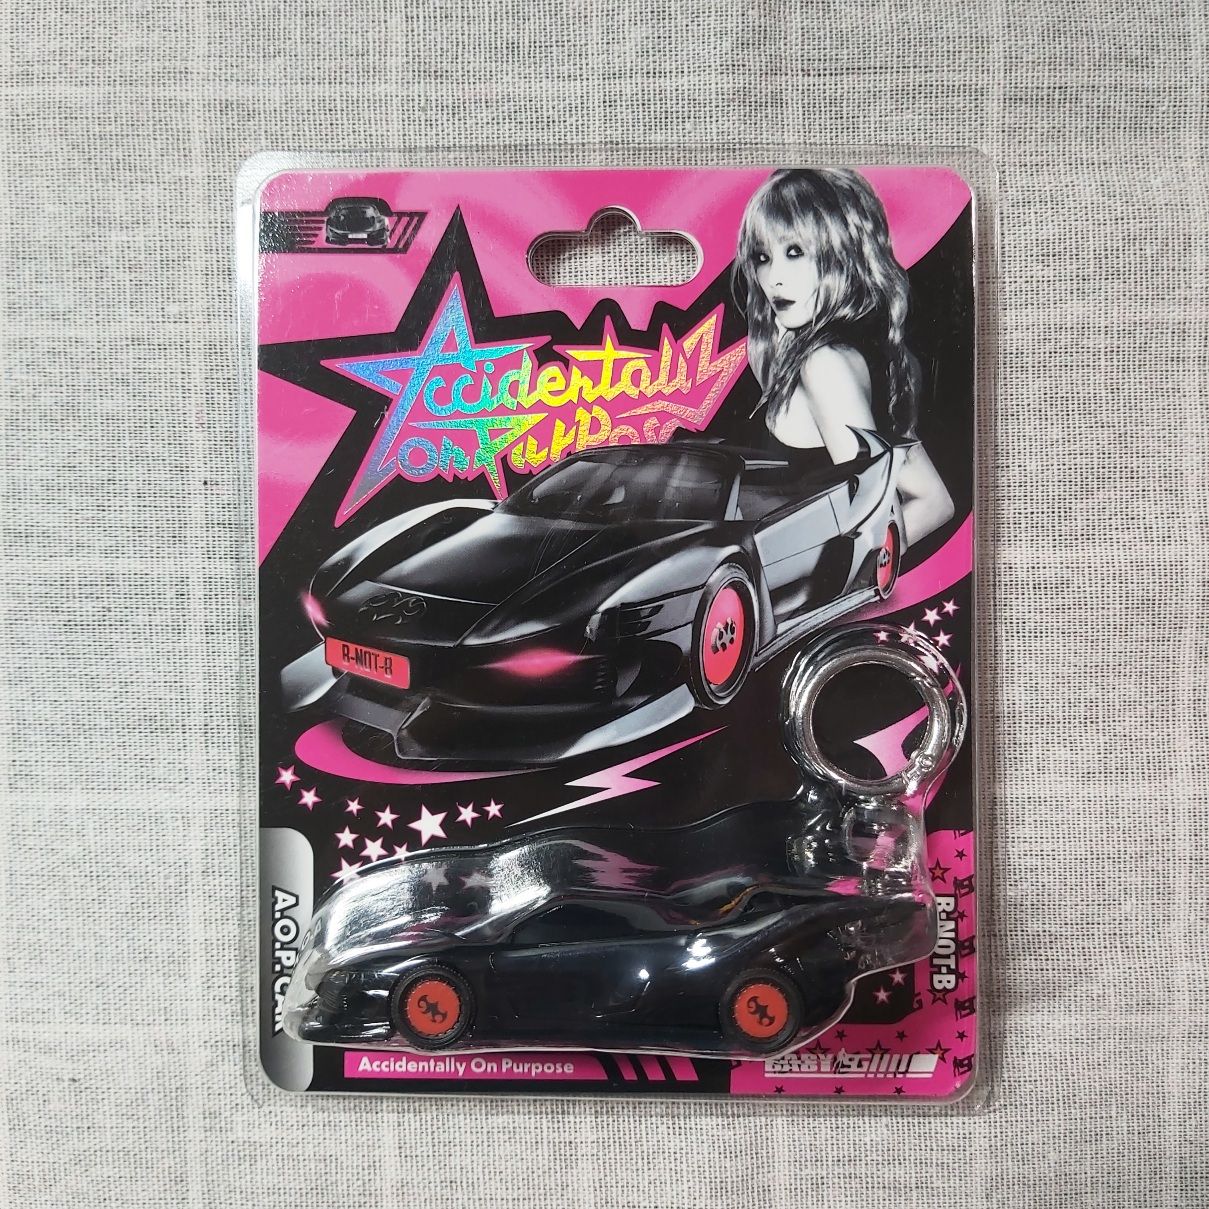 Accidentally
On Purpose
B-NOT-B
A.O.P. CAR
R-NOT-B
Accidentally On Purpose